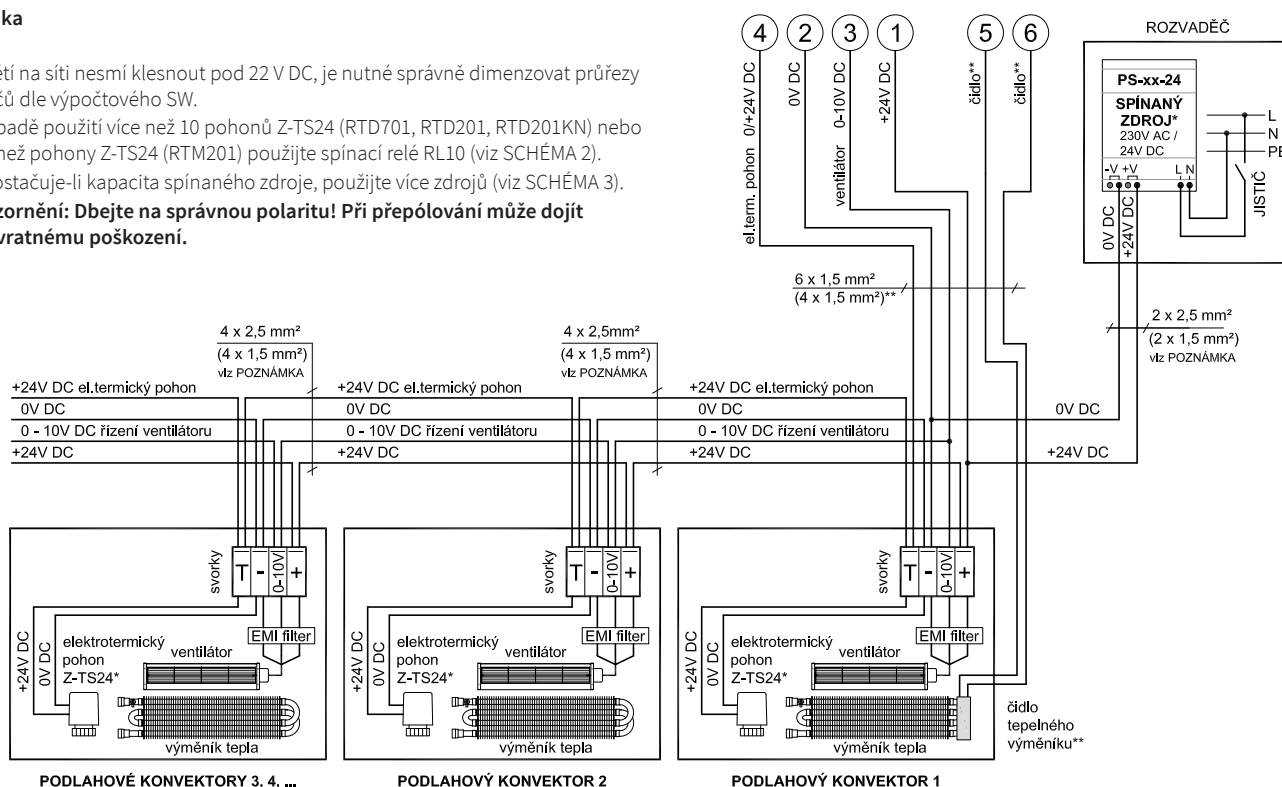 ka
ětí na síti nesmí klesnout pod 22 V DC, je nutné správně dimenzovat průřezy
čů dle výpočtového SW.
padě použití více než 10 pohonů Z-TS24 (RTD701, RTD201, RTD201KN) nebo
než pohony Z-TS24 (RTM201) použijte spínací relé RL10 (viz SCHÉMA 2).
ostačuje-li kapacita spínaného zdroje, použijte více zdrojů (viz SCHÉMA 3).
zornění: Dbejte na správnou polaritu! Při přepólování může dojít
vratnému poškození.
4 2 3 1 5 6
el.term. pohon 0/+24V DC
0V DC
ventilátor 0-10V DC
+24V DC
čidlo**
čidlo**
ROZVADĚČ
PS-xx-24
SPÍNANÝ
ZDROJ*
230V AC /
24V DC
-V +V L N
L
N
PE
JISTIČ
0V DC
+24V DC
6 x 1,5 mm²
(4 x 1,5 mm²)**
2 x 2,5 mm²
(2 x 1,5 mm²)
viz POZNÁMKA
4 x 2,5 mm²
(4 x 1,5 mm²)
viz POZNÁMKA
4 x 2,5mm²
(4 x 1,5 mm²)
viz POZNÁMKA
+24V DC el.termický pohon
0V DC
0 - 10V DC řízení ventilátoru
+24V DC
+24V DC el.termický pohon
0V DC
0 - 10V DC řízení ventilátoru
+24V DC
+24V DC el.termický pohon
0V DC
0 - 10V DC řízení ventilátoru
+24V DC
0V DC
+24V DC
svorky
T - 0-10V +
EMI filter
+24V DC
0V DC
elektrotermický
pohon
Z-TS24*
ventilátor
výměník tepla
PODLAHOVÉ KONVEKTORY 3, 4, ...
svorky
T - 0-10V +
EMI filter
+24V DC
0V DC
elektrotermický
pohon
Z-TS24*
ventilátor
výměník tepla
PODLAHOVÝ KONVEKTOR 2
svorky
T - 0-10V +
EMI filter
+24V DC
0V DC
elektrotermický
pohon
Z-TS24*
ventilátor
výměník tepla
čidlo
tepelného
výměníku**
PODLAHOVÝ KONVEKTOR 1